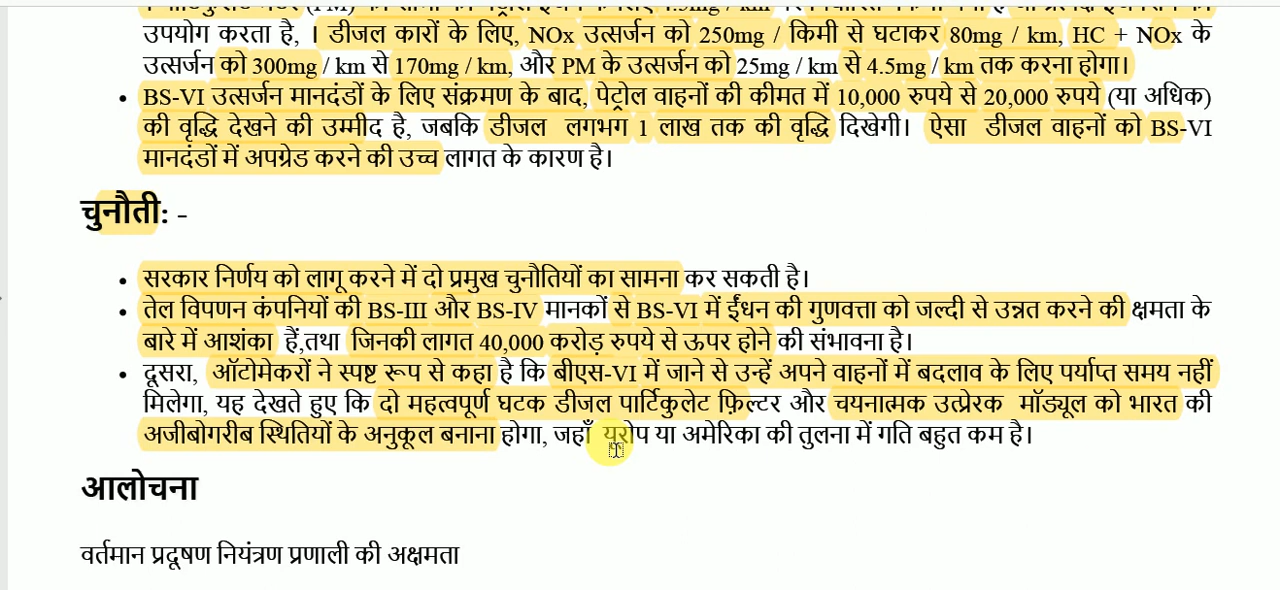 उपयोग करता है, । डीजल कारों के लिए, NOx उत्सर्जन को 250mg / किमी से घटाकर 80mg / km, HC + NOx के
उत्सर्जन को 300mg / km से 170mg / km, और PM के उत्सर्जन को 25mg / km से 4.5mg / km तक करना होगा।
• BS-VI उत्सर्जन मानदंडों के लिए संक्रमण के बाद, पेट्रोल वाहनों की कीमत में 10,000 रुपये से 20,000 रुपये (या अधिक)
की वृद्धि देखने की उम्मीद है, जबकि डीजल लगभग 1 लाख तक की वृद्धि दिखेगी। ऐसा डीजल वाहनों को BS-VI
मानदंडों में अपग्रेड करने की उच्च लागत के कारण है।
चुनौती: -
• सरकार निर्णय को लागू करने में दो प्रमुख चुनौतियों का सामना कर सकती है।
• तेल विपणन कंपनियों की BS-III और BS-IV मानकों से BS-VI में ईंधन की गुणवत्ता को जल्दी से उन्नत करने की क्षमता के
बारे में आशंका हैं,तथा जिनकी लागत 40,000 करोड़ रुपये से ऊपर होने की संभावना है।
• दूसरा, ऑटोमेकरों ने स्पष्ट रूप से कहा है कि बीएस-VI में जाने से उन्हें अपने वाहनों में बदलाव के लिए पर्याप्त समय नहीं
मिलेगा, यह देखते हुए कि दो महत्वपूर्ण घटक डीजल पार्टिकुलेट फ़िल्टर और चयनात्मक उत्प्रेरक मॉड्यूल को भारत की
अजीबोगरीब स्थितियों के अनुकूल बनाना होगा, जहाँ यूरोप या अमेरिका की तुलना में गति बहुत कम है।
आलोचना
वर्तमान प्रदूषण नियंत्रण प्रणाली की अक्षमता